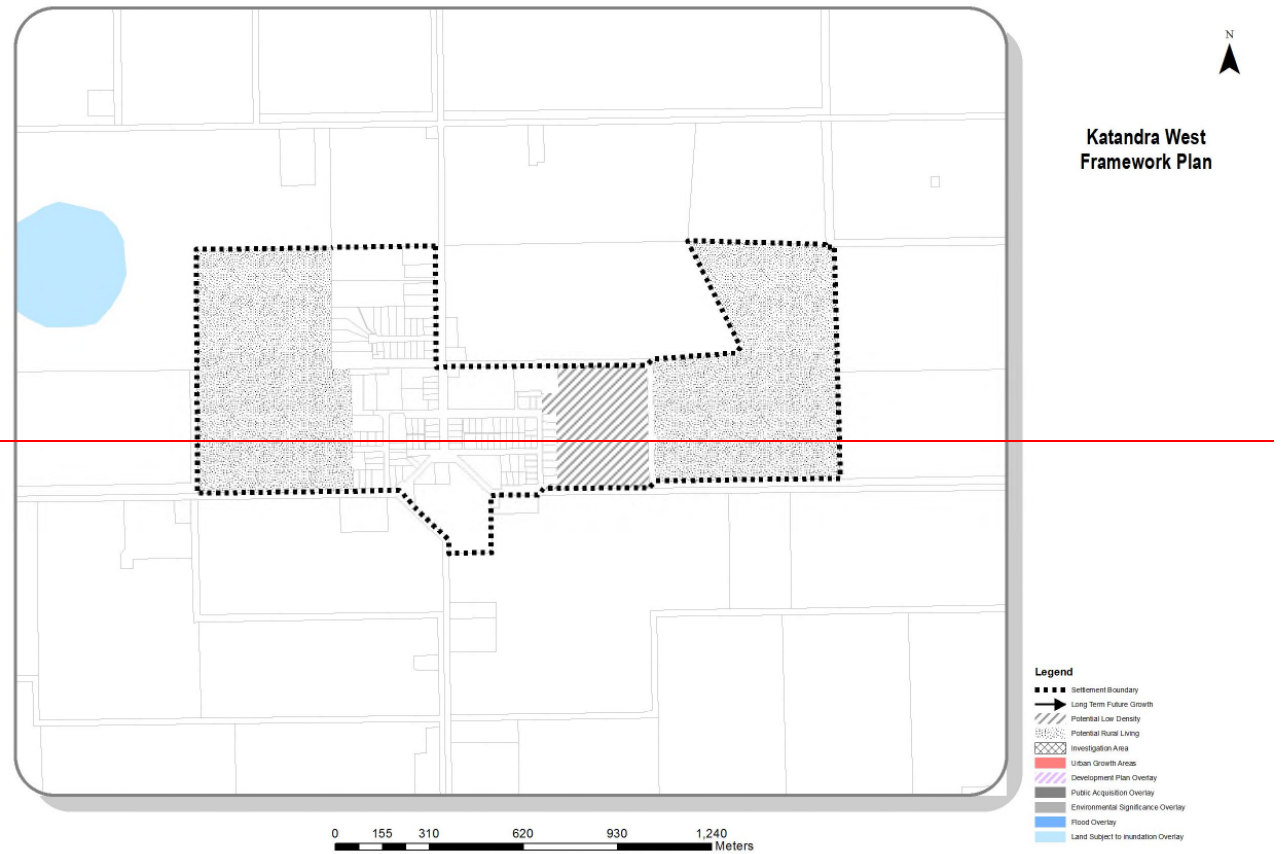 N
Katandra West
Framework Plan
Legend
Settlement Boundary
Long Term Future Growth
Potential Low Density
Potential Rural Living
Investigation Area
Urban Growth Areas
Development Plan Overlay
Public Acquisition Overlay
Environmental Significance Overlay
Flood Overlay
Land Subject to Inundation Overlay
0 155 310 620 930 1,240
Meters